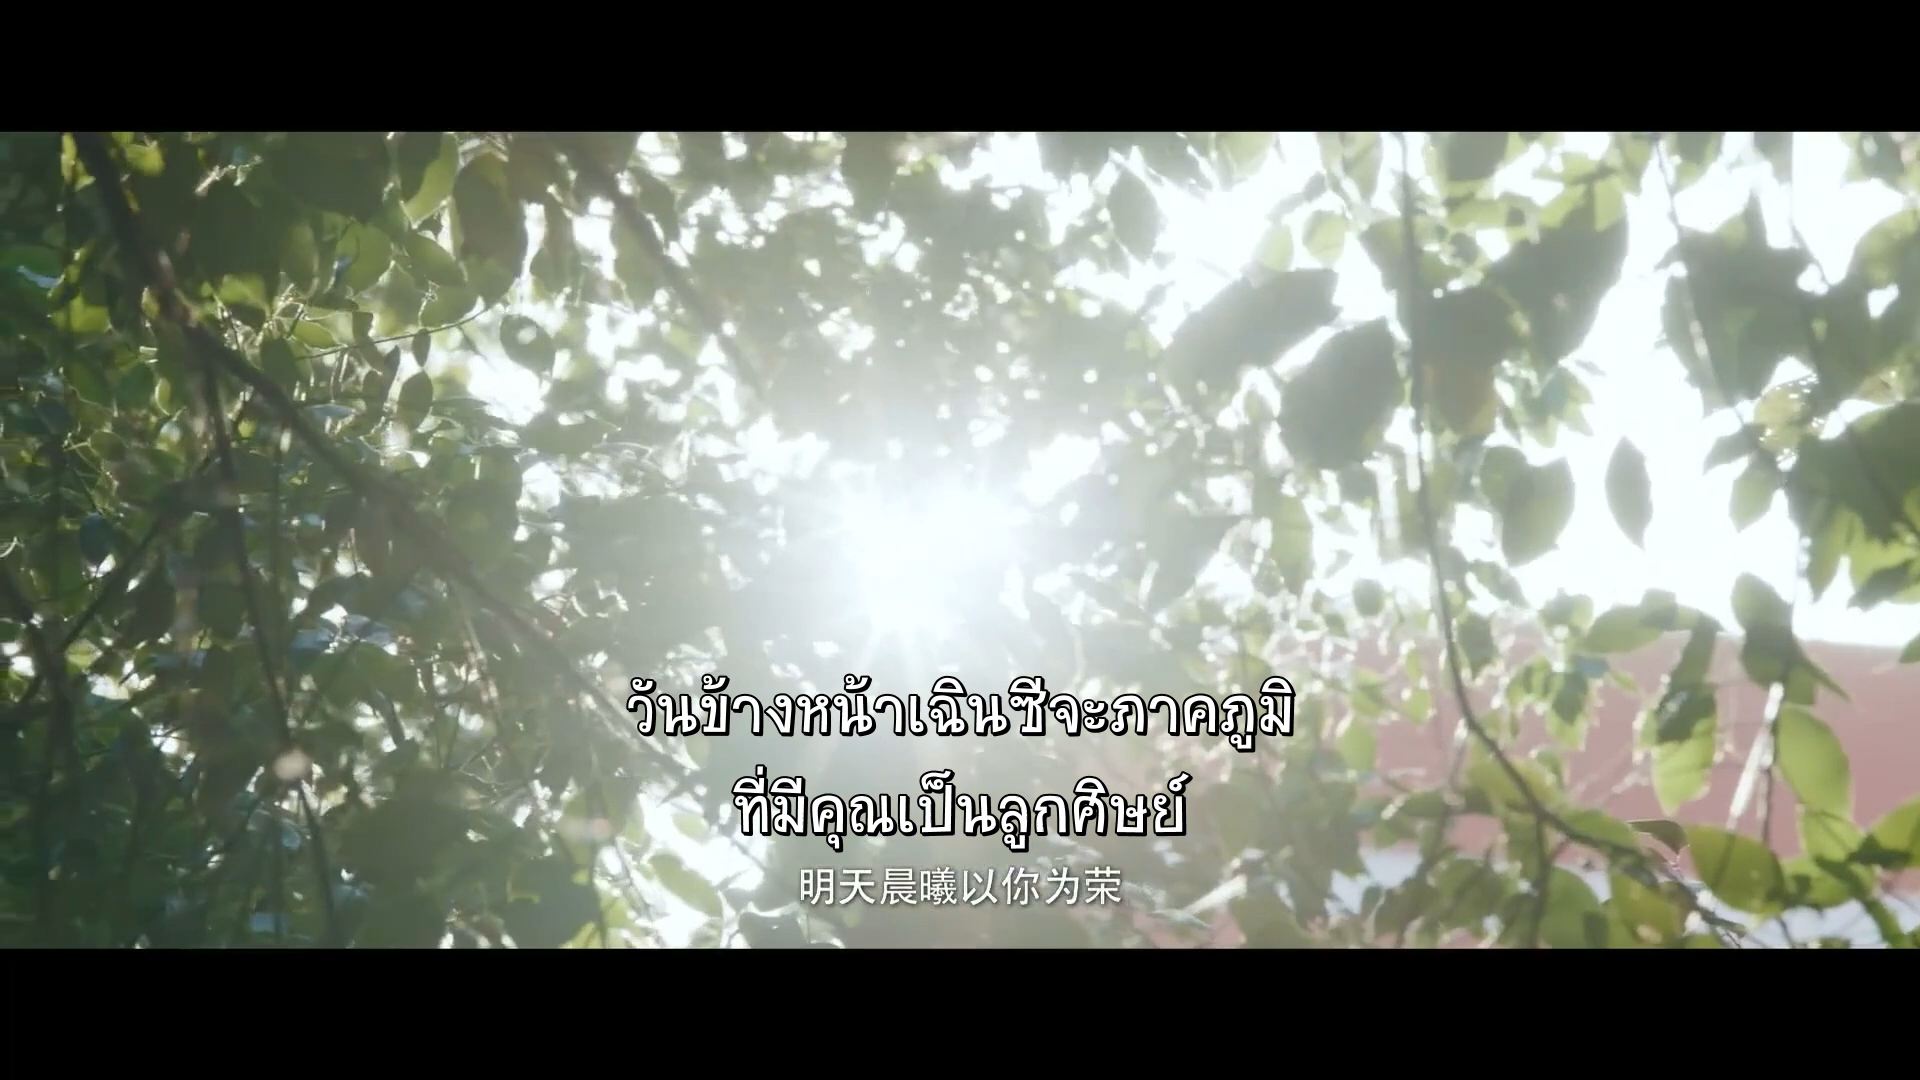 วันข้างหน้าเฉินซีจะภาคภูมิ
ที่มีคุณเป็นลูกศิษย์
明天晨曦以你为荣